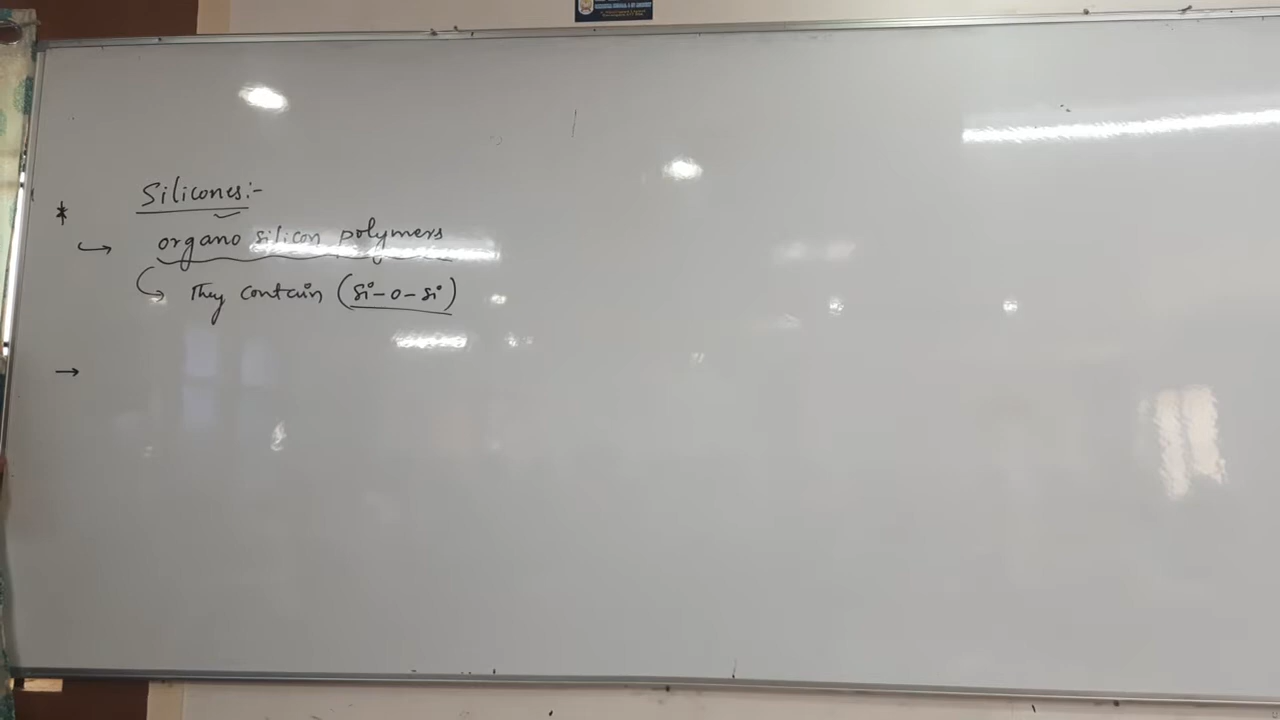 * Silicones:-
↪ organo silicon polymers
↪ They contain (Si-O-Si)
→